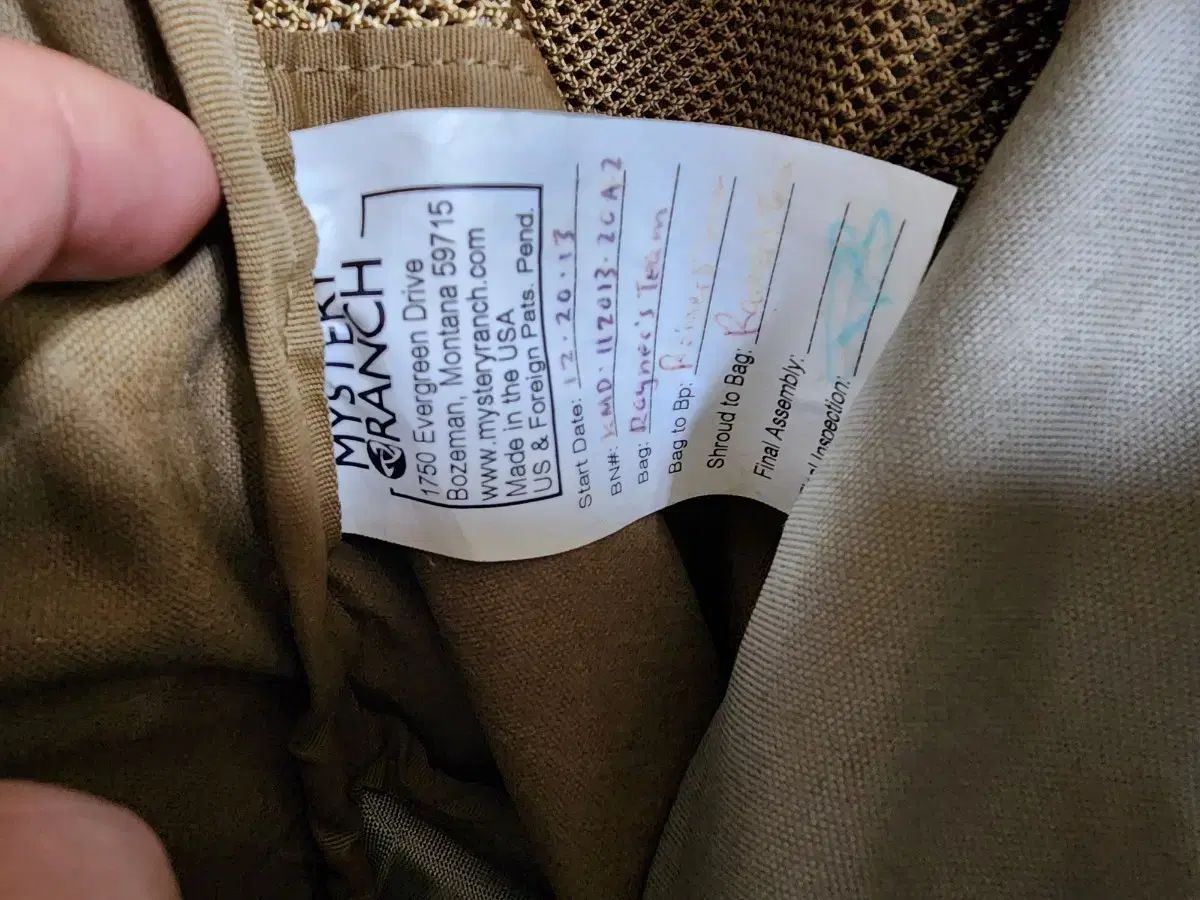 MYSTERY
RANCH
1750 Evergreen Drive
Bozeman, Montana 59715
www.mysteryranch.com
Made in the USA
US & Foreign Pats. Pend.
Start Date: 12·20·13
BN#: KMD·112013·2CA2
Bag: Raynee's Team
Bag to Bp:
Shroud to Bag:
Final Assembly:
Inspection: